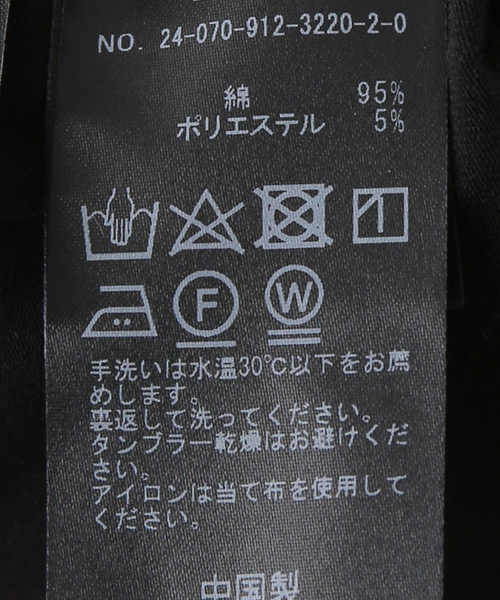 NO. 24-070-912-3220-2-0
綿 95%
ポリエステル 5%
F W
手洗いは水温30℃以下をお薦
めします。
裏返して洗ってください。
タンブラー乾燥はお避けくだ
さい。
アイロンは当て布を使用して
ください。
中国製